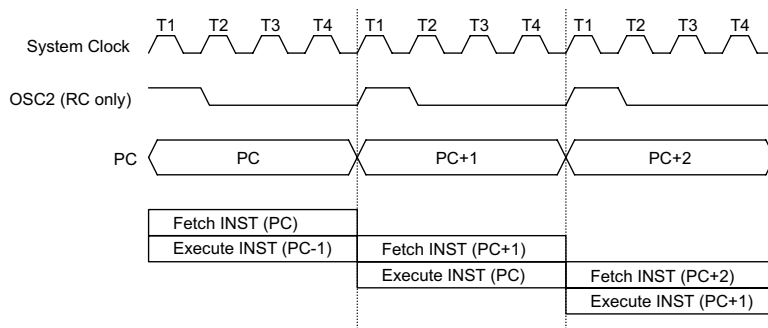 T1 T2 T3 T4 T1 T2 T3 T4 T1 T2 T3 T4
System Clock
OSC2 (RC only)
PC PC PC+1 PC+2
Fetch INST (PC)
Execute INST (PC-1) Fetch INST (PC+1)
Execute INST (PC) Fetch INST (PC+2)
Execute INST (PC+1)